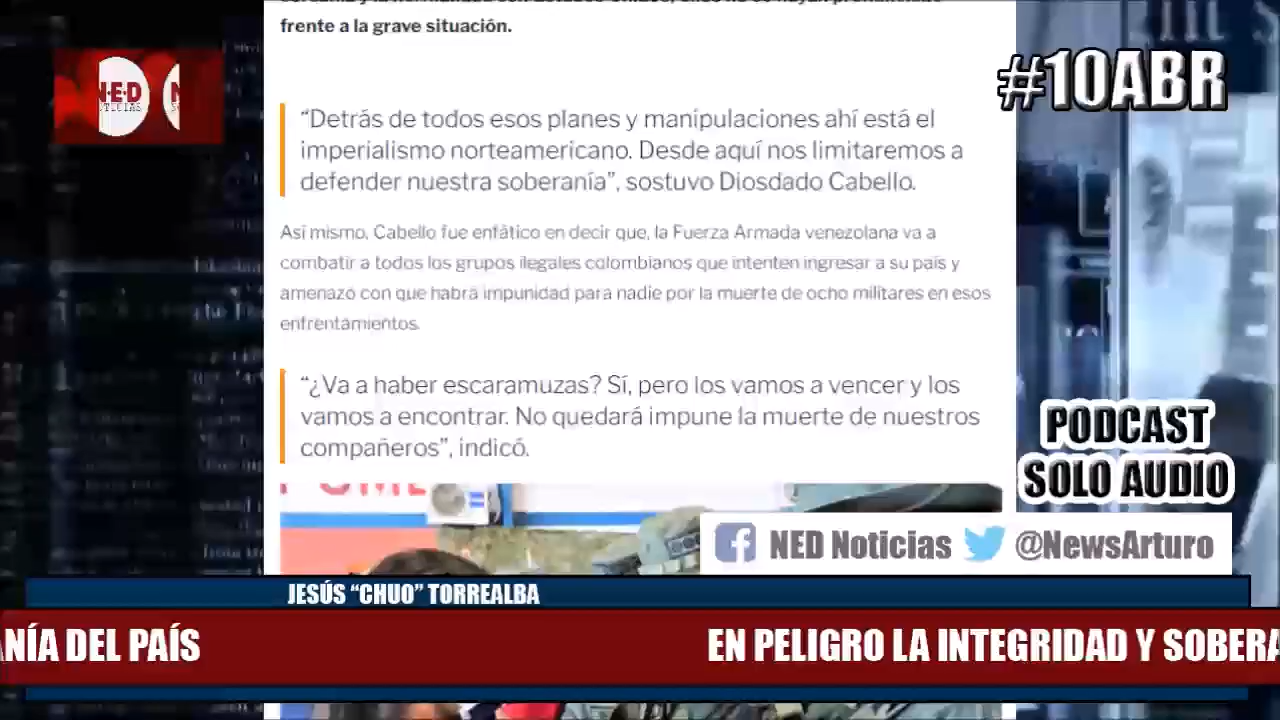 frente a la grave situación.
#10ABR
N·E·D
“Detrás de todos esos planes y manipulaciones ahí está el
imperialismo norteamericano. Desde aquí nos limitaremos a
defender nuestra soberanía”, sostuvo Diosdado Cabello.
Así mismo, Cabello fue enfático en decir que, la Fuerza Armada venezolana va a
combatir a todos los grupos ilegales colombianos que intenten ingresar a su país y
amenazó con que habrá impunidad para nadie por la muerte de ocho militares en esos
enfrentamientos.
“¿Va a haber escaramuzas? Sí, pero los vamos a vencer y los
vamos a encontrar. No quedará impune la muerte de nuestros
compañeros”, indicó.
PODCAST
SOLO AUDIO
NED Noticias @NewsArturo
JESÚS “CHUO” TORREALBA
NÍA DEL PAÍS EN PELIGRO LA INTEGRIDAD Y SOBERA